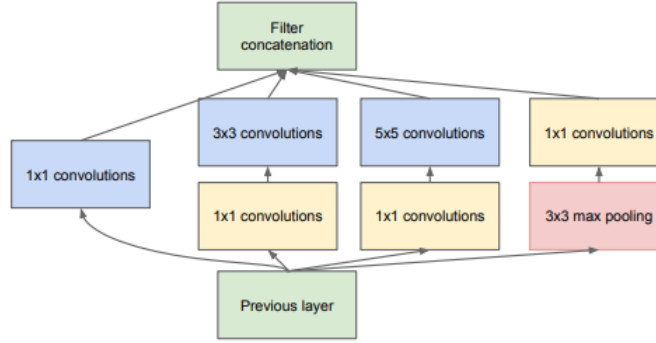 Filter
concatenation
3x3 convolutions
5x5 convolutions
1x1 convolutions
1x1 convolutions
1x1 convolutions
1x1 convolutions
3x3 max pooling
Previous layer